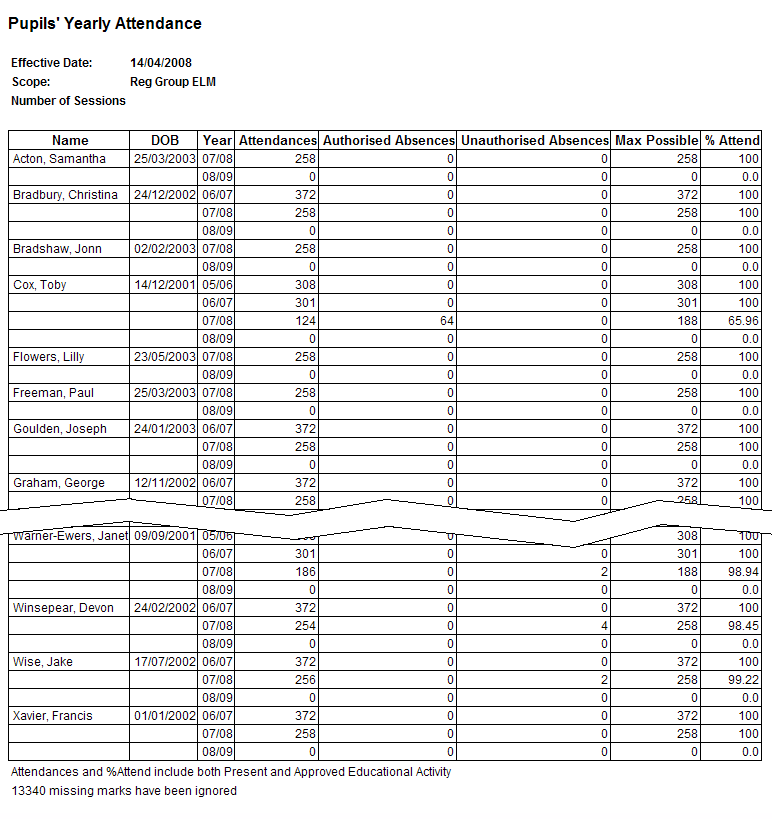 Pupils' Yearly Attendance
Effective Date: 14/04/2008
Scope: Reg Group ELM
Number of Sessions
Name DOB Year Attendances Authorised Absences Unauthorised Absences Max Possible % Attend
Acton, Samantha 25/03/2003 07/08 258 0 0 258 100
08/09 0 0 0 0 0.0
Bradbury, Christina 24/12/2002 06/07 372 0 0 372 100
07/08 258 0 0 258 100
08/09 0 0 0 0 0.0
Bradshaw, Jonn 02/02/2003 07/08 258 0 0 258 100
08/09 0 0 0 0 0.0
Cox, Toby 14/12/2001 05/06 308 0 0 308 100
06/07 301 0 0 301 100
07/08 124 64 0 188 65.96
08/09 0 0 0 0 0.0
Flowers, Lilly 23/05/2003 07/08 258 0 0 258 100
08/09 0 0 0 0 0.0
Freeman, Paul 25/03/2003 07/08 258 0 0 258 100
08/09 0 0 0 0 0.0
Goulden, Joseph 24/01/2003 06/07 372 0 0 372 100
07/08 258 0 0 258 100
08/09 0 0 0 0 0.0
Graham, George 12/11/2002 06/07 372 0 0 372 100
07/08 258 0 0 258 100
Warner-Ewers, Janet 09/09/2001 05/06 0 0 308 100
06/07 301 0 0 301 100
07/08 186 0 2 188 98.94
08/09 0 0 0 0 0.0
Winsepear, Devon 24/02/2002 06/07 372 0 0 372 100
07/08 254 0 4 258 98.45
08/09 0 0 0 0 0.0
Wise, Jake 17/07/2002 06/07 372 0 0 372 100
07/08 256 0 2 258 99.22
08/09 0 0 0 0 0.0
Xavier, Francis 01/01/2002 06/07 372 0 0 372 100
07/08 258 0 0 258 100
08/09 0 0 0 0 0.0
Attendances and %Attend include both Present and Approved Educational Activity
13340 missing marks have been ignored